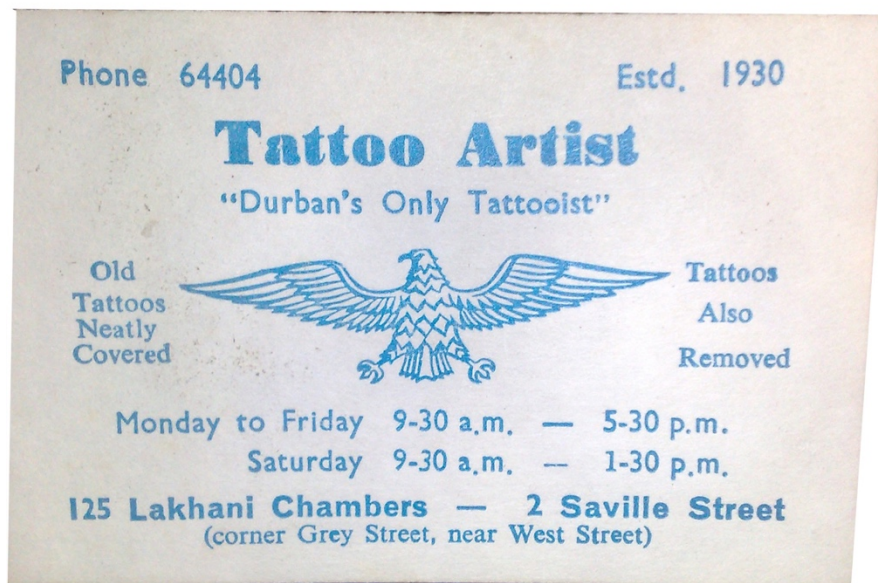 Phone 64404 Estd. 1930
Tattoo Artist
“Durban's Only Tattooist”
Old
Tattoos
Neatly
Covered
Tattoos
Also
Removed
Monday to Friday 9-30 a.m. — 5-30 p.m.
Saturday 9-30 a.m. — 1-30 p.m.
125 Lakhani Chambers — 2 Saville Street
(corner Grey Street, near West Street)